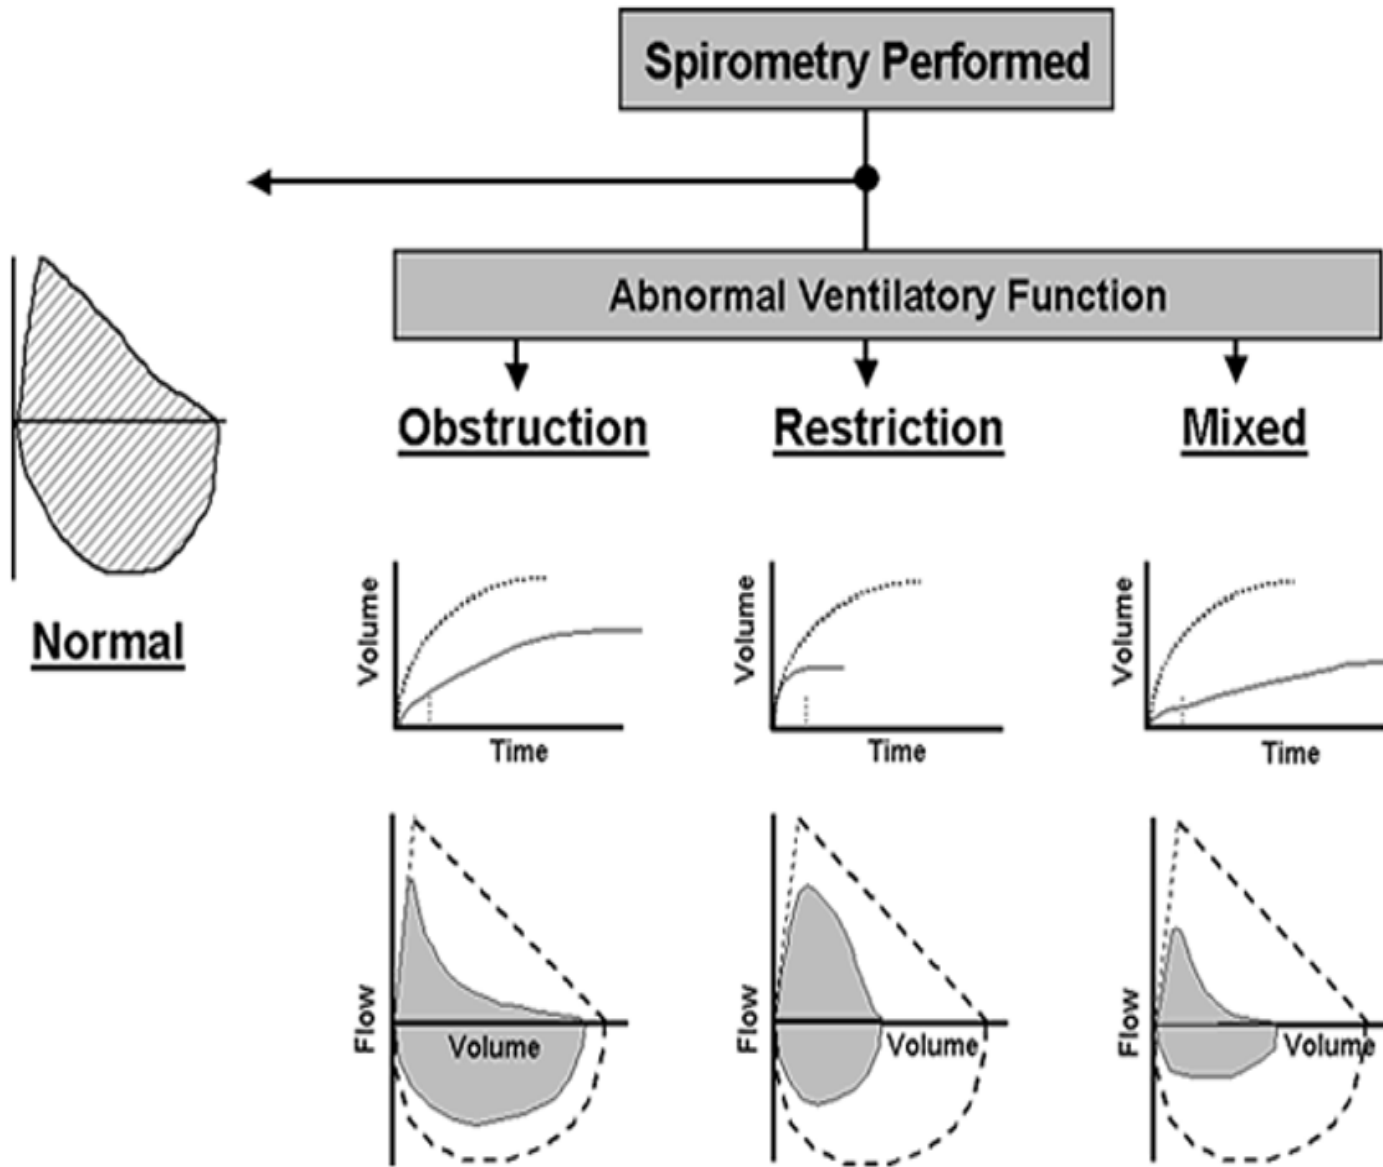 Spirometry Performed
Abnormal Ventilatory Function
Obstruction
Restriction
Mixed
Normal
Volume
Time
Volume
Time
Volume
Time
Flow
Volume
Flow
Volume
Flow
Volume